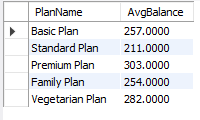 PlanName AvgBalance
Basic Plan 257.0000
Standard Plan 211.0000
Premium Plan 303.0000
Family Plan 254.0000
Vegetarian Plan 282.0000